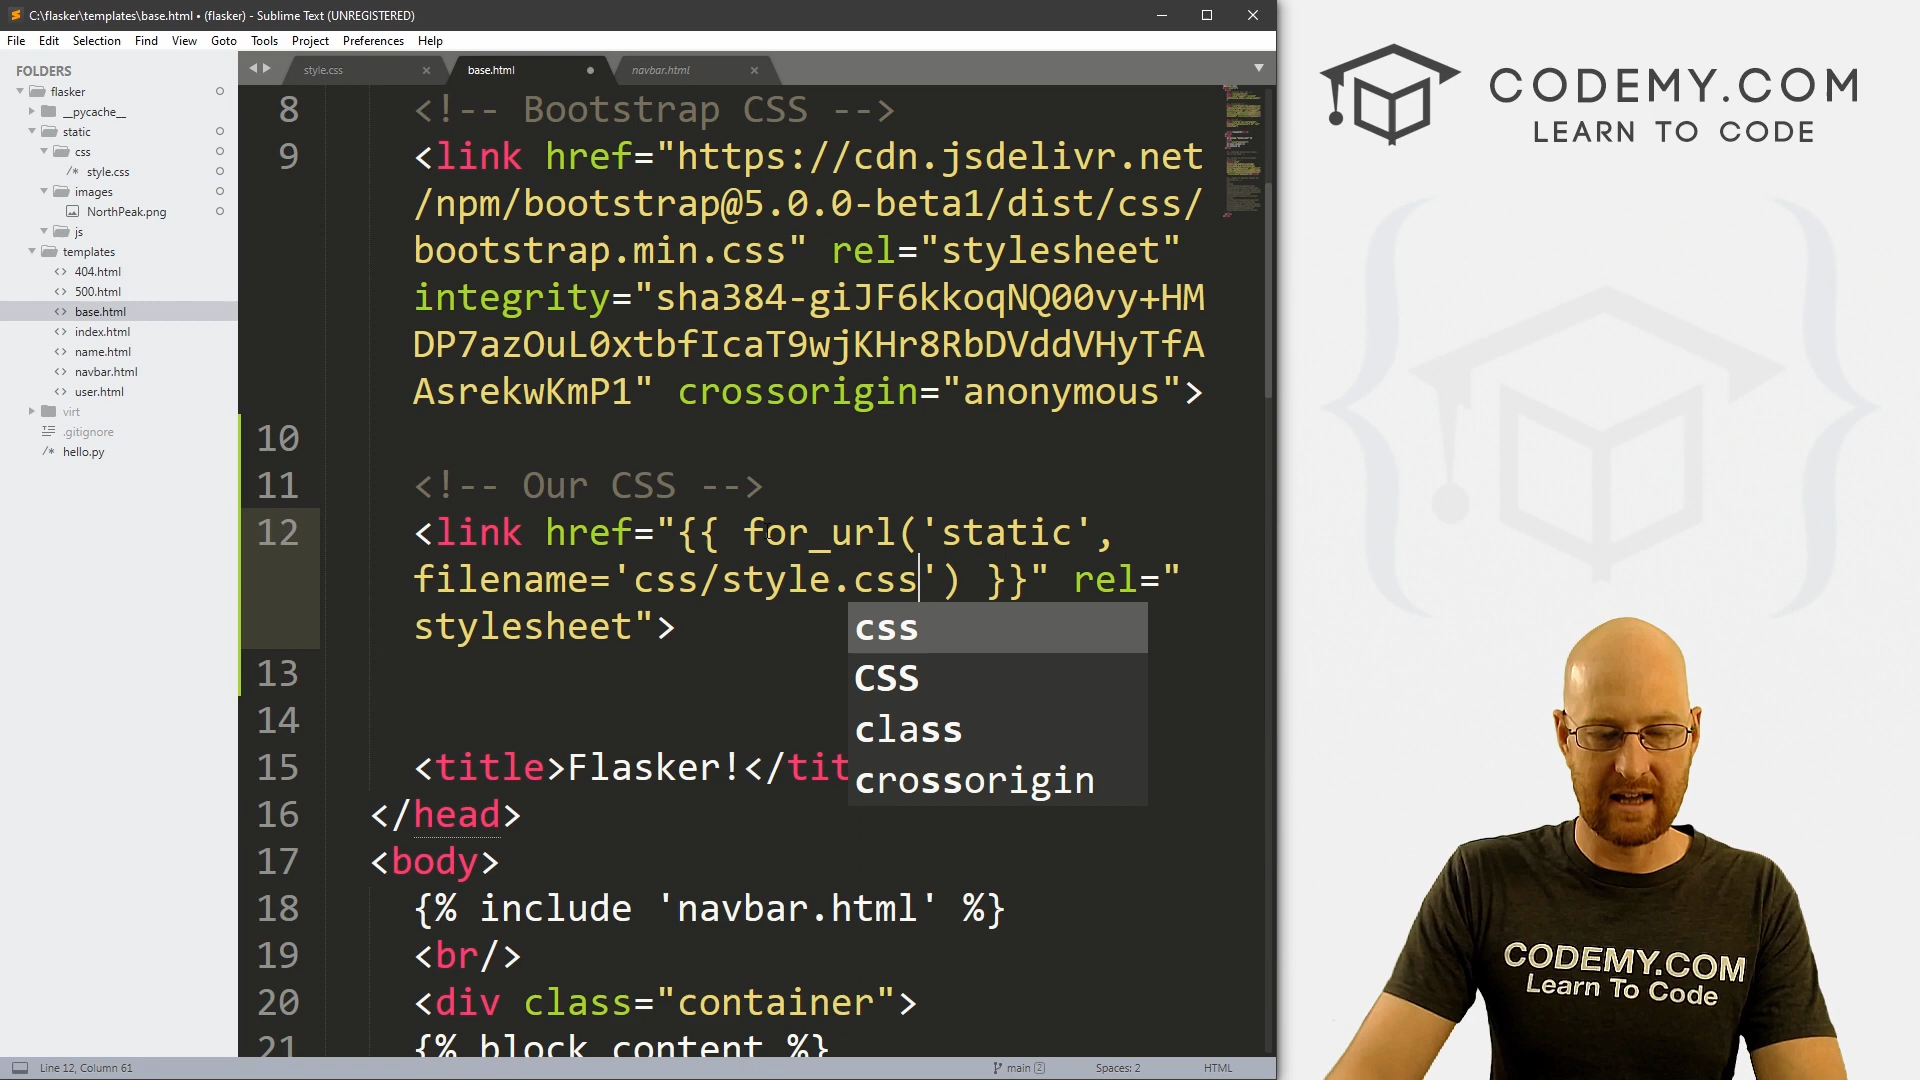 C:\flasker\templates\base.html • (flasker) - Sublime Text (UNREGISTERED)
File Edit Selection Find View Goto Tools Project Preferences Help
FOLDERS
flasker
__pycache__
static
css
style.css
images
NorthPeak.png
js
templates
404.html
500.html
base.html
index.html
name.html
navbar.html
user.html
virt
.gitignore
hello.py
style.css base.html navbar.html
8 <!-- Bootstrap CSS -->
9 <link href="https://cdn.jsdelivr.net
/npm/bootstrap@5.0.0-beta1/dist/css/
bootstrap.min.css" rel="stylesheet"
integrity="sha384-giJF6kkoqNQ00vy+HM
DP7azOuL0xtbfIcaT9wjKHr8RbDVddVHyTfA
AsrekwKmP1" crossorigin="anonymous">
10
11 <!-- Our CSS -->
12 <link href="{{ for_url('static',
filename='css/style.css') }}" rel="
stylesheet">
13
14
15 <title>Flasker!</tit
16 </head>
17 <body>
18 {% include 'navbar.html' %}
19 <br/>
20 <div class="container">
21 {% block content %}
css
CSS
class
crossorigin
Line 12, Column 61
main 2
Spaces: 2
HTML
CODEMY.COM
LEARN TO CODE
CODEMY.COM
Learn To Code